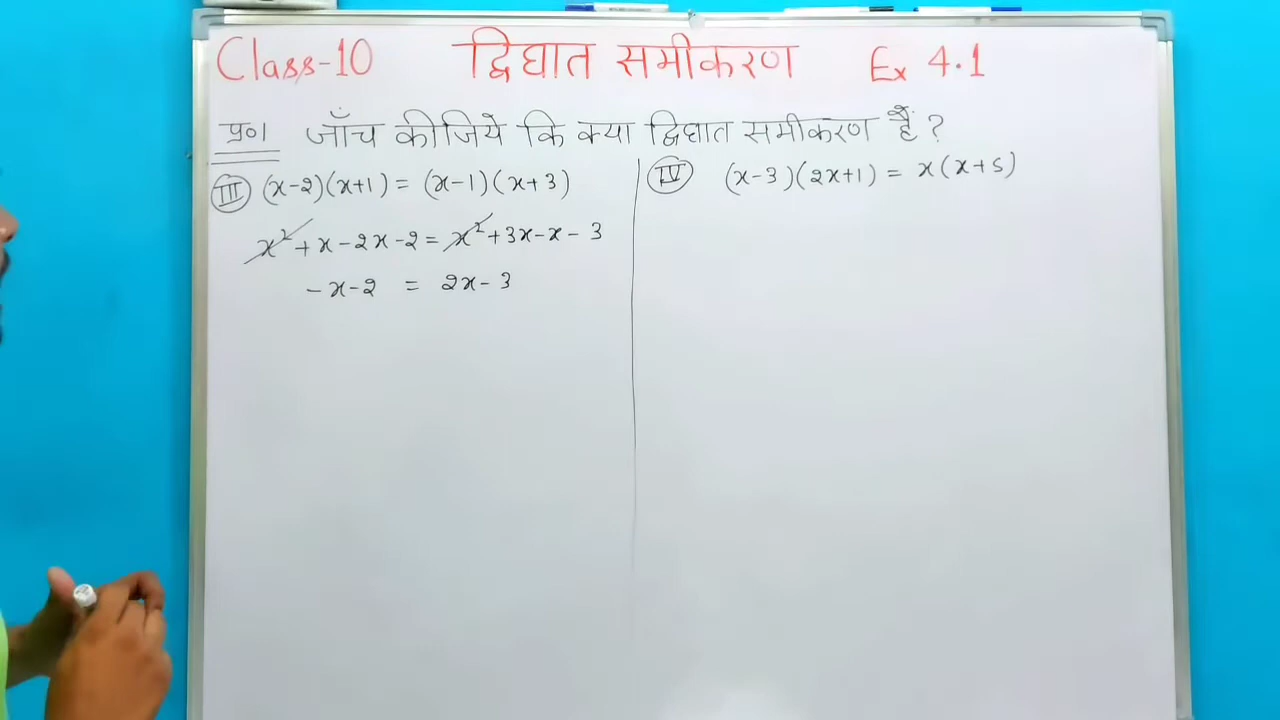 Class-10 द्विघात समीकरण Ex 4.1
प्र०1 जाँच कीजिये कि क्या द्विघात समीकरण हैं ?
III (x-2)(x+1) = (x-1)(x+3)
x²+x-2x-2 = x²+3x-x-3
-x-2 = 2x-3
IV (x-3)(2x+1) = x(x+5)